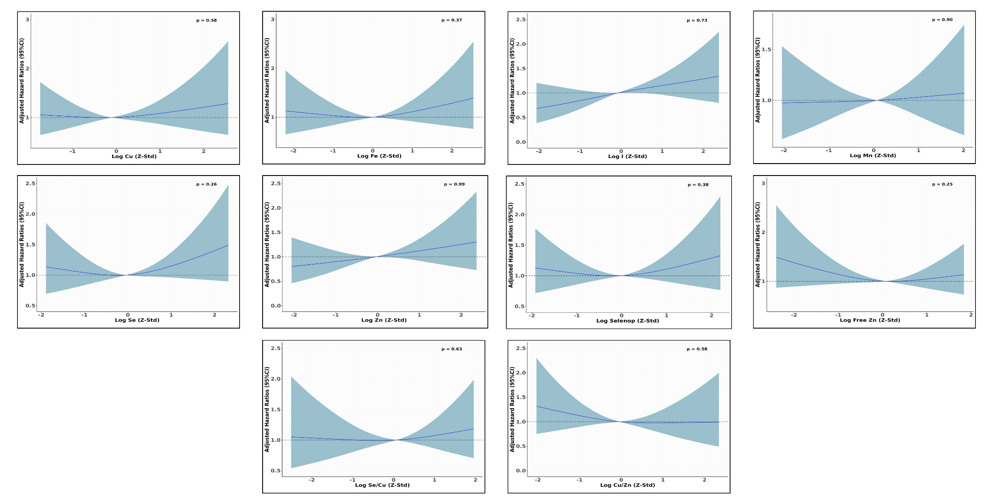 Adjusted Hazard Ratios (95%CI)
3
2
1
p = 0.58
-1 0 1 2
Log Cu (Z-Std)
Adjusted Hazard Ratios (95%CI)
3
2
1
p = 0.37
-2 -1 0 1 2
Log Fe (Z-Std)
Adjusted Hazard Ratios (95%CI)
2.5
2.0
1.5
1.0
0.5
0.0
p = 0.73
-2 -1 0 1 2
Log I (Z-Std)
Adjusted Hazard Ratios (95%CI)
1.5
1.0
p = 0.90
-2 -1 0 1 2
Log Mn (Z-Std)
Adjusted Hazard Ratios (95%CI)
2.5
2.0
1.5
1.0
0.5
p = 0.26
-2 -1 0 1 2
Log Se (Z-Std)
Adjusted Hazard Ratios (95%CI)
2.5
2.0
1.5
1.0
0.5
0.0
p = 0.99
-2 -1 0 1 2
Log Zn (Z-Std)
Adjusted Hazard Ratios (95%CI)
2.5
2.0
1.5
1.0
0.5
p = 0.38
-2 -1 0 1 2
Log Selenop (Z-Std)
Adjusted Hazard Ratios (95%CI)
3
2
1
p = 0.25
-2 -1 0 1 2
Log Free Zn (Z-Std)
Adjusted Hazard Ratios (95%CI)
2.5
2.0
1.5
1.0
0.5
p = 0.63
-2 -1 0 1 2
Log Se/Cu (Z-Std)
Adjusted Hazard Ratios (95%CI)
2.5
2.0
1.5
1.0
0.5
0.0
p = 0.58
-2 -1 0 1 2
Log Cu/Zn (Z-Std)